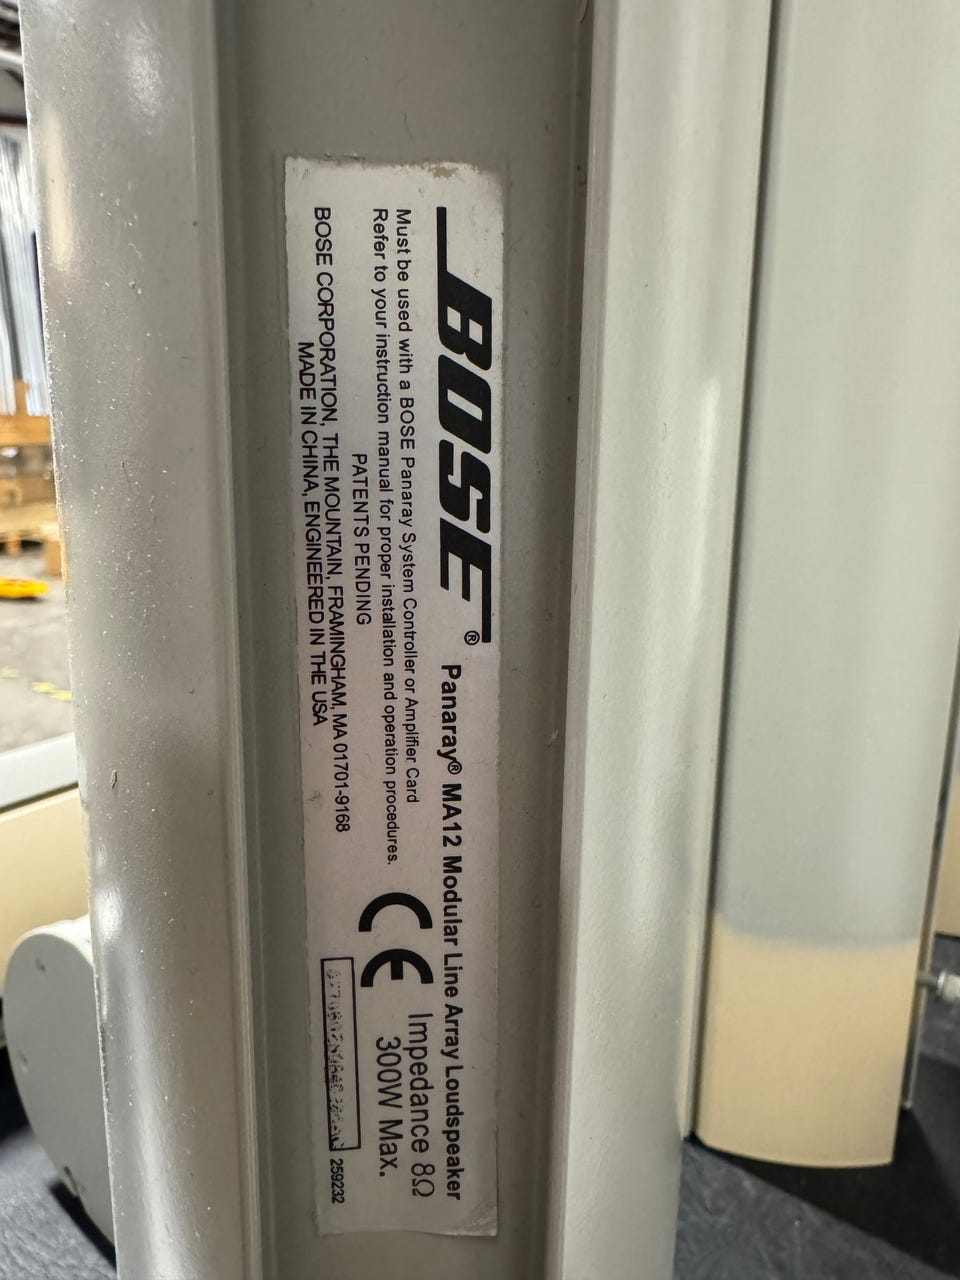 BOSE®
Panaray® MA12 Modular Line Array Loudspeaker
Must be used with a BOSE Panaray System Controller or Amplifier Card
Refer to your instruction manual for proper installation and operation procedures.
PATENTS PENDING
BOSE CORPORATION, THE MOUNTAIN, FRAMINGHAM, MA 01701-9168
MADE IN CHINA, ENGINEERED IN THE USA
CE
Impedance 8Ω
300W Max.
259232